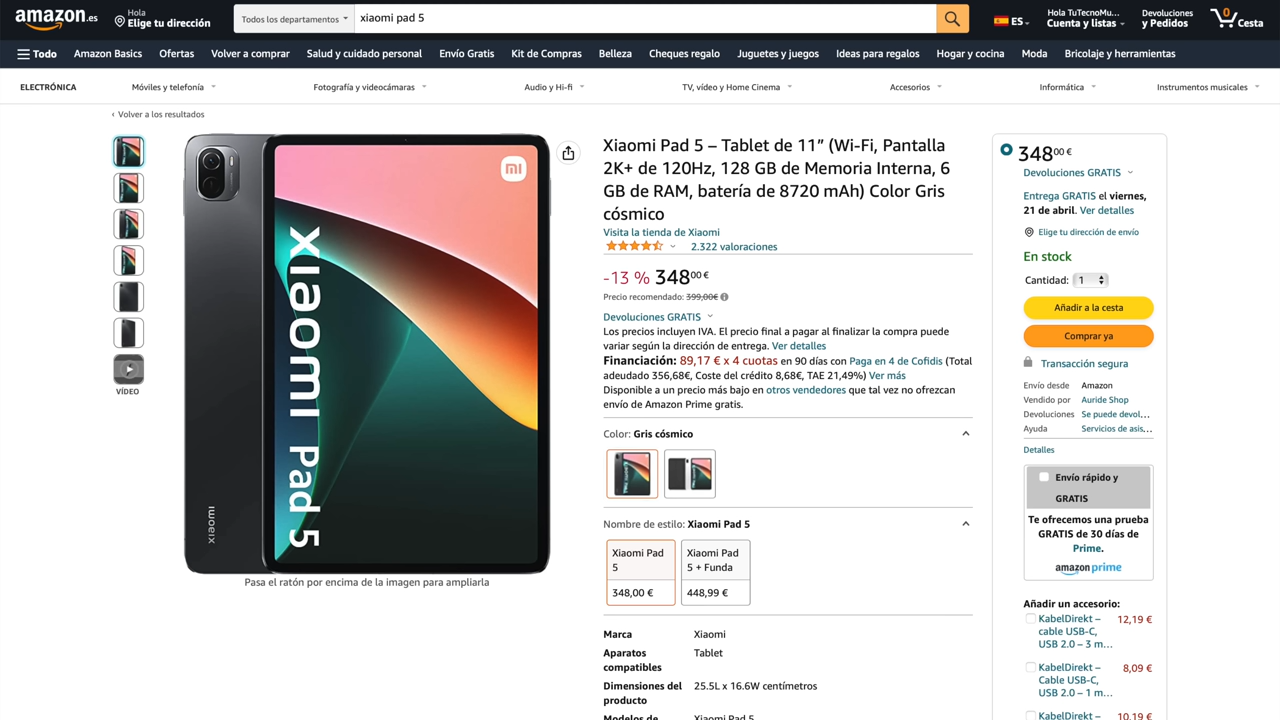 amazon.es
Hola
Elige tu dirección
Todos los departamentos
xiaomi pad 5
ES
Hola TuTecnoMu...
Cuenta y listas
Devoluciones
y Pedidos
0
Cesta
Todo
Amazon Basics
Ofertas
Volver a comprar
Salud y cuidado personal
Envío Gratis
Kit de Compras
Belleza
Cheques regalo
Juguetes y juegos
Ideas para regalos
Hogar y cocina
Moda
Bricolaje y herramientas
ELECTRÓNICA
Móviles y telefonía
Fotografía y videocámaras
Audio y Hi-fi
TV, vídeo y Home Cinema
Accesorios
Informática
Instrumentos musicales
‹ Volver a los resultados
VÍDEO
xiaomi
Xiaomi Pad 5
Pasa el ratón por encima de la imagen para ampliarla
Xiaomi Pad 5 – Tablet de 11” (Wi-Fi, Pantalla
2K+ de 120Hz, 128 GB de Memoria Interna, 6
GB de RAM, batería de 8720 mAh) Color Gris
cósmico
Visita la tienda de Xiaomi
2.322 valoraciones
-13 % 348,00 €
Precio recomendado: 399,00€
Devoluciones GRATIS
Los precios incluyen IVA. El precio final a pagar al finalizar la compra puede
variar según la dirección de entrega. Ver detalles
Financiación: 89,17 € x 4 cuotas en 90 días con Paga en 4 de Cofidis (Total
adeudado 356,68€, Coste del crédito 8,68€, TAE 21,49%) Ver más
Disponible a un precio más bajo en otros vendedores que tal vez no ofrezcan
envío de Amazon Prime gratis.
Color: Gris cósmico
Nombre de estilo: Xiaomi Pad 5
Xiaomi Pad
5
348,00 €
Xiaomi Pad
5 + Funda
448,99 €
Marca Xiaomi
Aparatos Tablet
compatibles
Dimensiones del 25.5L x 16.6W centímetros
producto
Modelos de Xiaomi Pad 5
348 00 €
Devoluciones GRATIS
Entrega GRATIS el viernes,
21 de abril. Ver detalles
Elige tu dirección de envío
En stock
Cantidad: 1
Añadir a la cesta
Comprar ya
Transacción segura
Envío desde Amazon
Vendido por Auride Shop
Devoluciones Se puede devol...
Ayuda Servicios de asis...
Detalles
Envío rápido y
GRATIS
Te ofrecemos una prueba
GRATIS de 30 días de
Prime.
amazon prime
Añadir un accesorio:
KabelDirekt – 12,19 €
cable USB-C,
USB 2.0 – 3 m...
KabelDirekt – 8,09 €
Cable USB-C,
USB 2.0 – 1 m...
KabelDirekt – 10,19 €